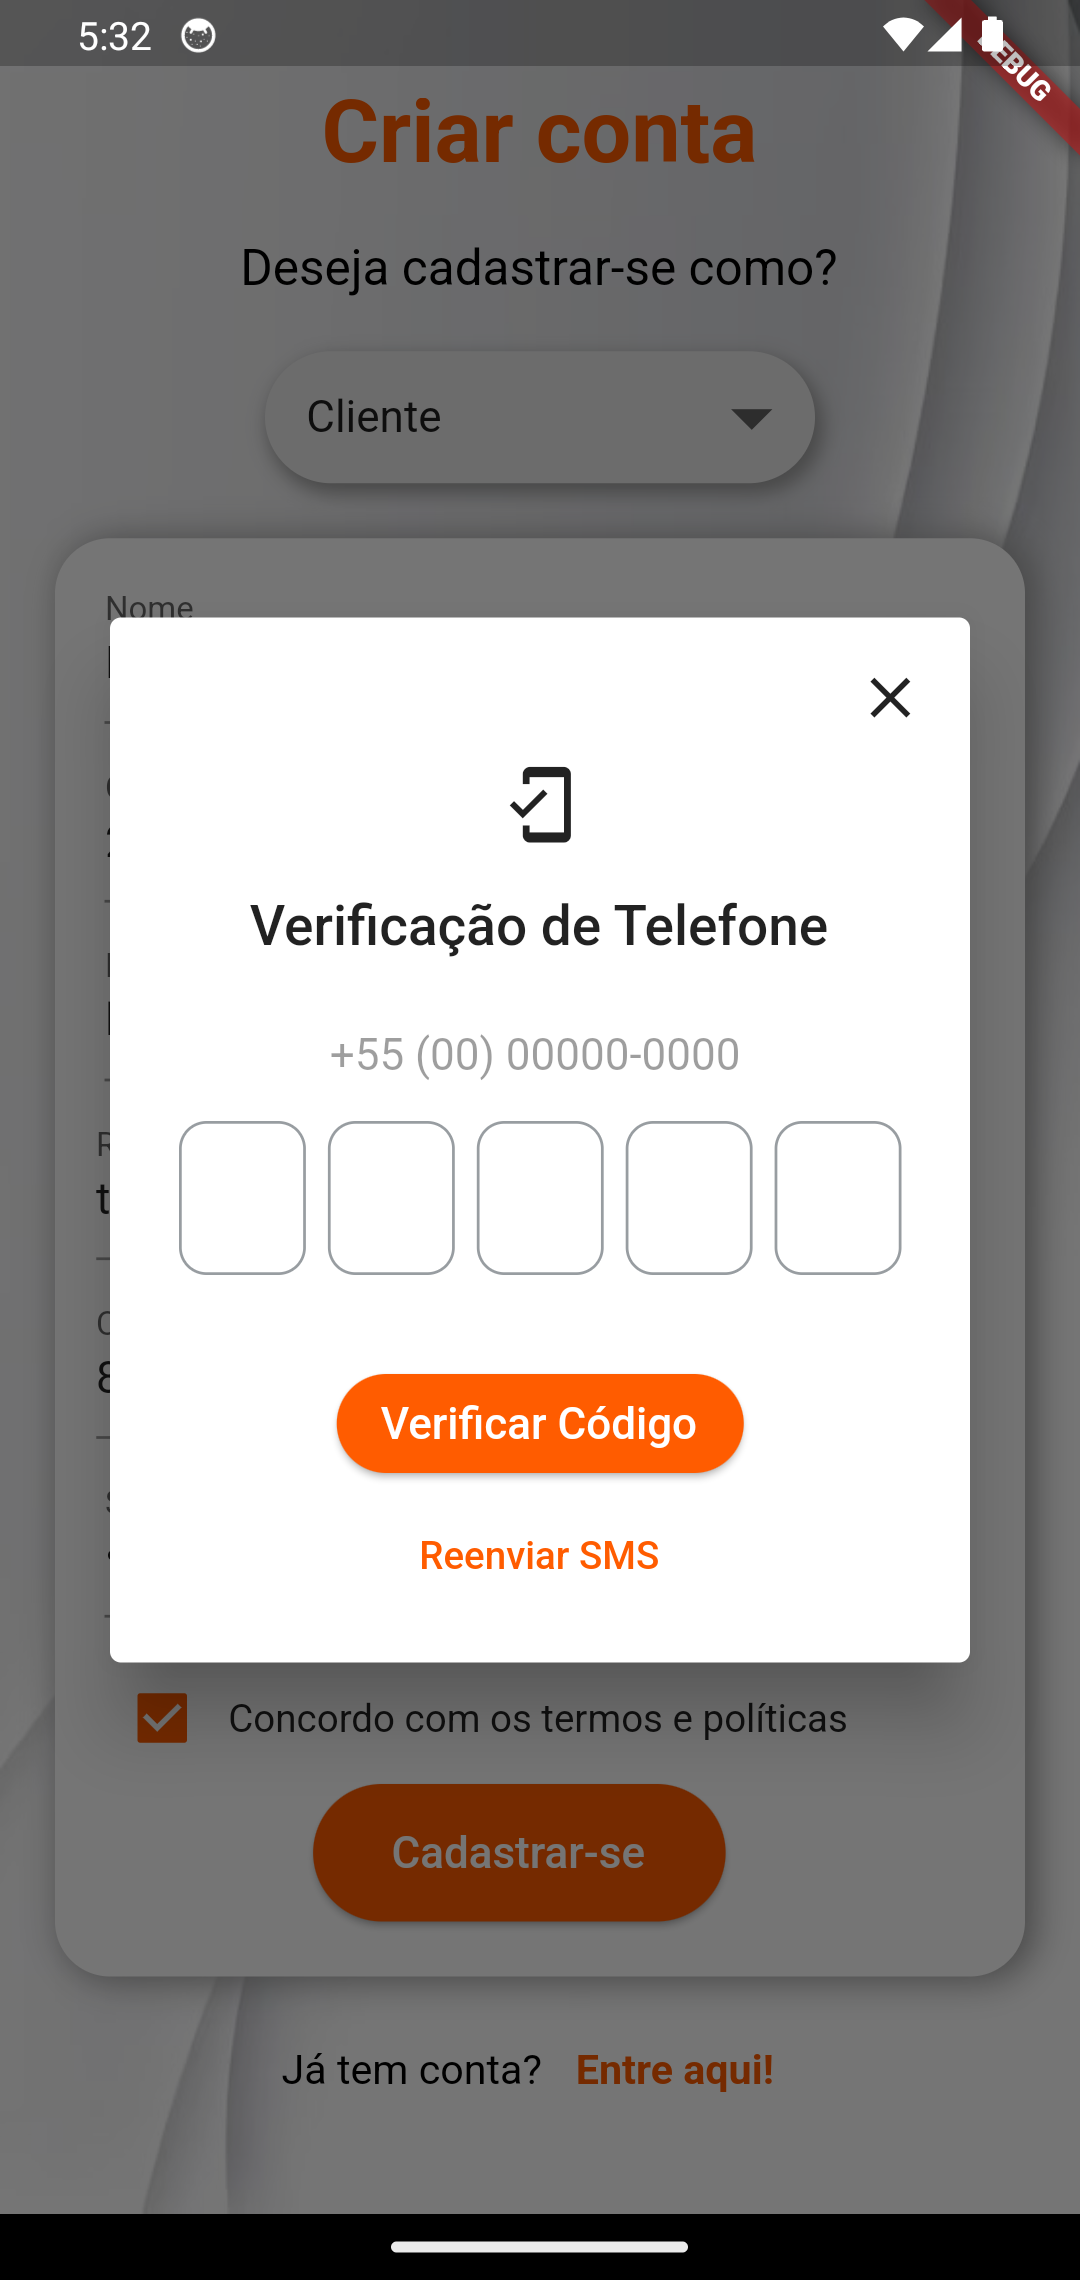 5:32
DEBUG
Criar conta
Deseja cadastrar-se como?
Cliente
Nome
Verificação de Telefone
+55 (00) 00000-0000
Verificar Código
Reenviar SMS
Concordo com os termos e políticas
Cadastrar-se
Já tem conta? Entre aqui!